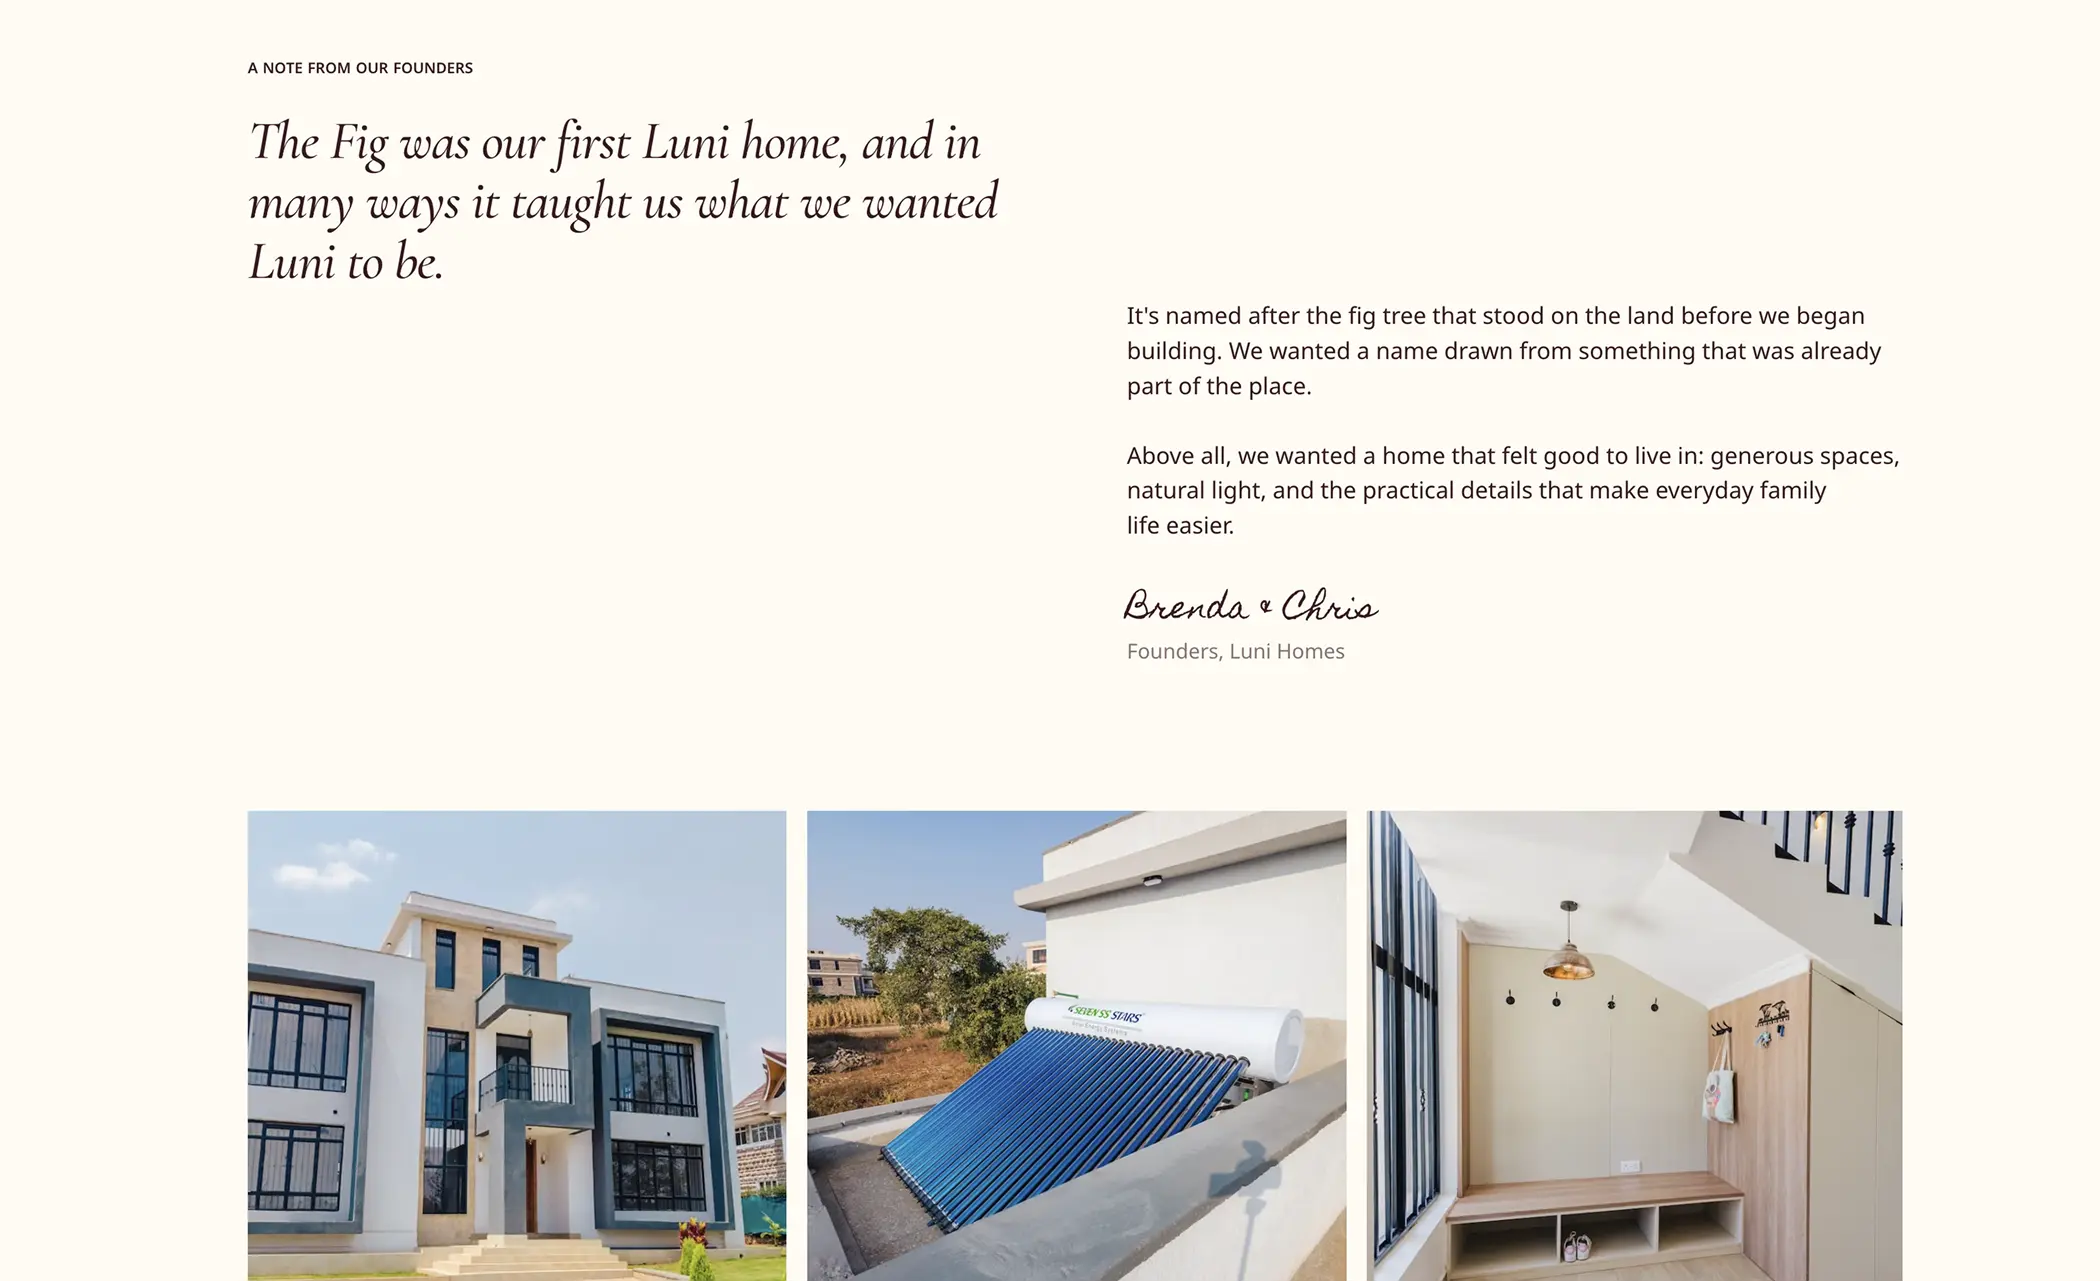 A NOTE FROM OUR FOUNDERS
The Fig was our first Luni home, and in
many ways it taught us what we wanted
Luni to be.
It's named after the fig tree that stood on the land before we began
building. We wanted a name drawn from something that was already
part of the place.
Above all, we wanted a home that felt good to live in: generous spaces,
natural light, and the practical details that make everyday family
life easier.
Brenda & Chris
Founders, Luni Homes
SEVEN SS STARS
Solar Energy Systems